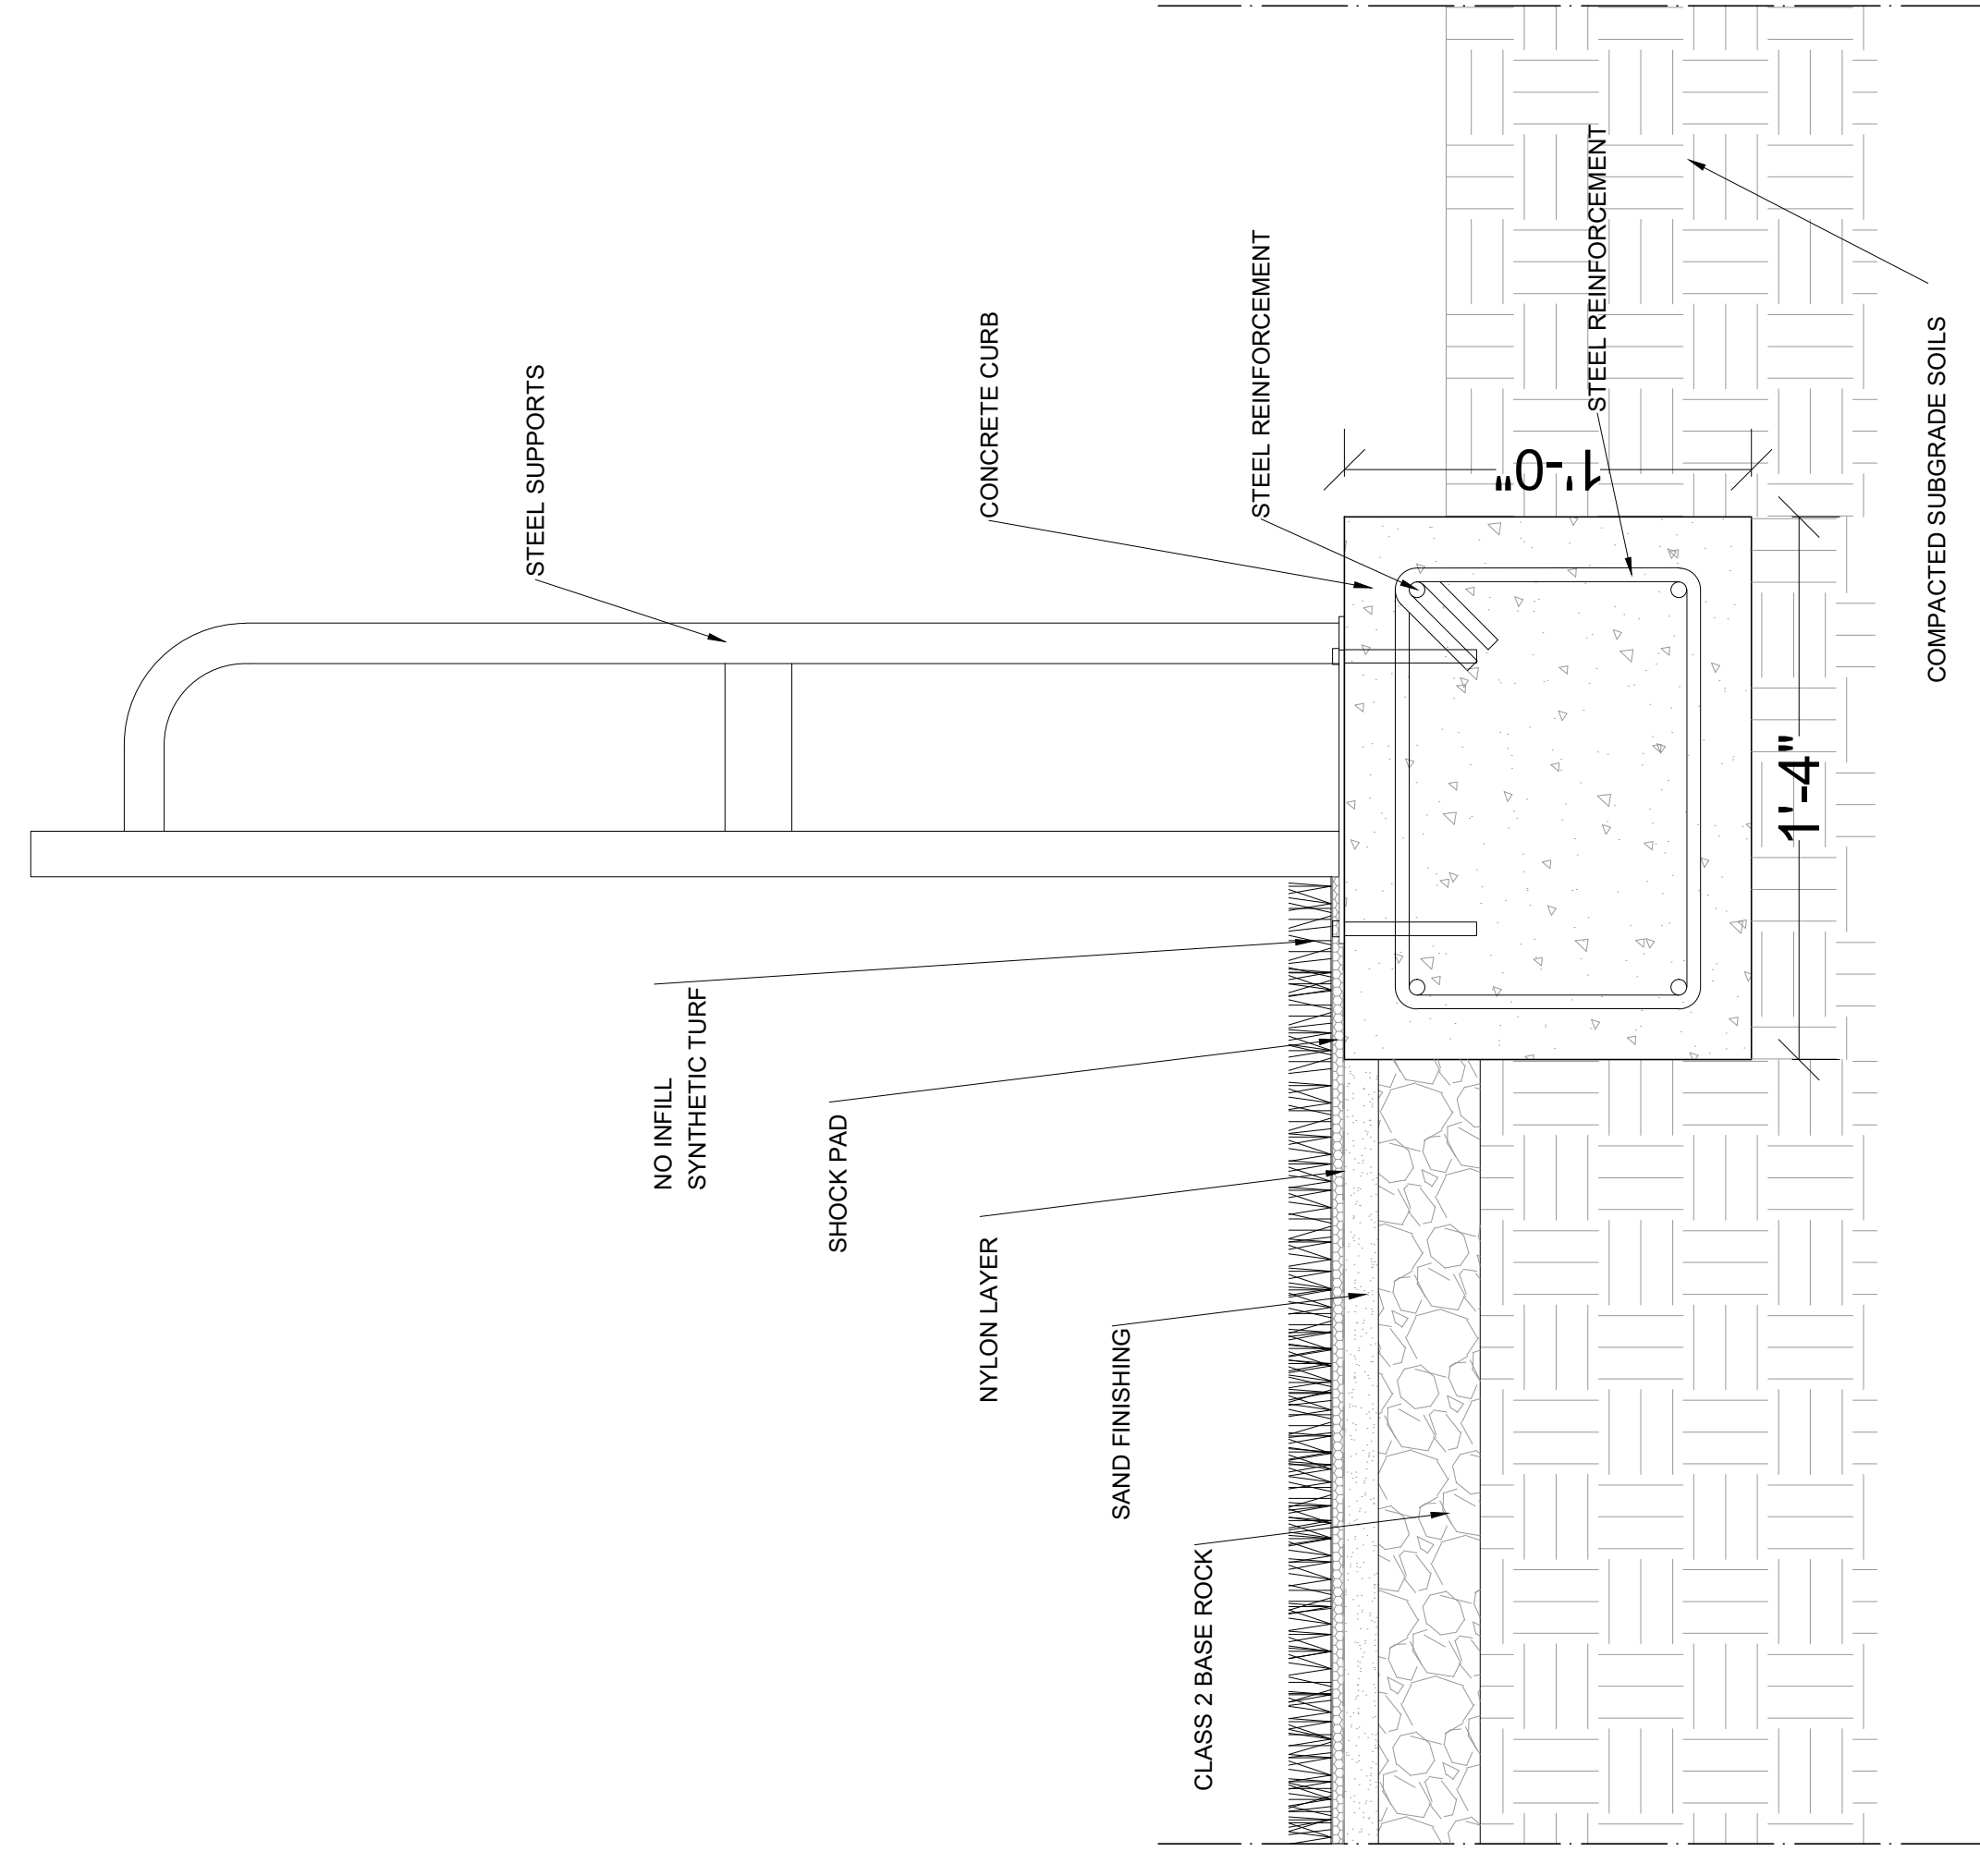 STEEL SUPPORTS
CONCRETE CURB
STEEL REINFORCEMENT
STEEL REINFORCEMENT
COMPACTED SUBGRADE SOILS
1'-0"
1'-4"
NO INFILL
SYNTHETIC TURF
SHOCK PAD
NYLON LAYER
SAND FINISHING
CLASS 2 BASE ROCK